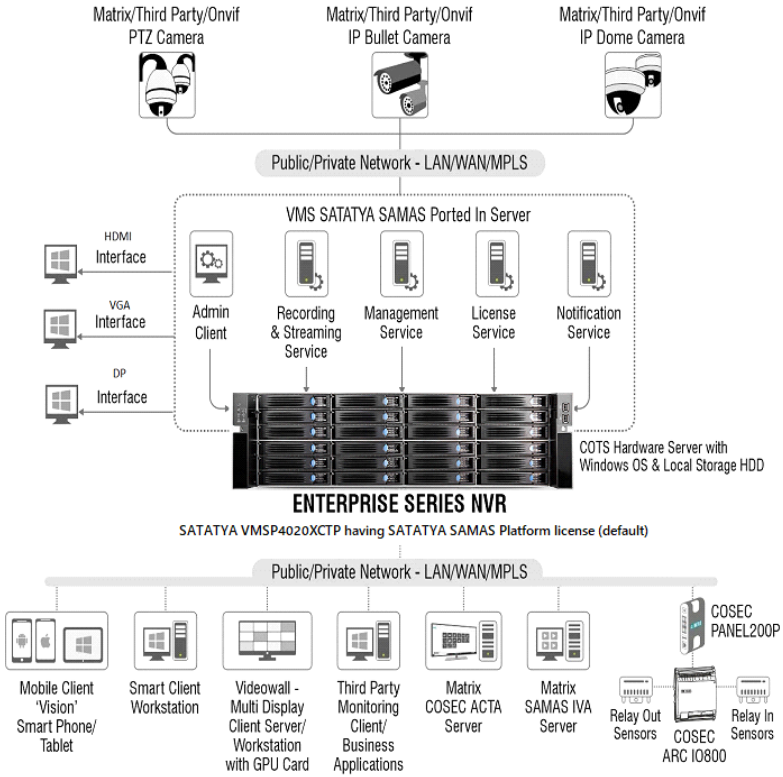 Matrix/Third Party/Onvif
PTZ Camera
Matrix/Third Party/Onvif
IP Bullet Camera
Matrix/Third Party/Onvif
IP Dome Camera
Public/Private Network - LAN/WAN/MPLS
VMS SATATYA SAMAS Ported In Server
HDMI
Interface
VGA
Interface
DP
Interface
Admin
Client
Recording
& Streaming
Service
Management
Service
License
Service
Notification
Service
COTS Hardware Server with
Windows OS & Local Storage HDD
ENTERPRISE SERIES NVR
SATATYA VMSP4020XCTP having SATATYA SAMAS Platform license (default)
Public/Private Network - LAN/WAN/MPLS
Mobile Client
‘Vision’
Smart Phone/
Tablet
Smart Client
Workstation
Videowall -
Multi Display
Client Server/
Workstation
with GPU Card
Third Party
Monitoring
Client/
Business
Applications
Matrix
COSEC ACTA
Server
Matrix
SAMAS IVA
Server
COSEC
PANEL200P
Relay Out
Sensors
COSEC
ARC IO800
Relay In
Sensors